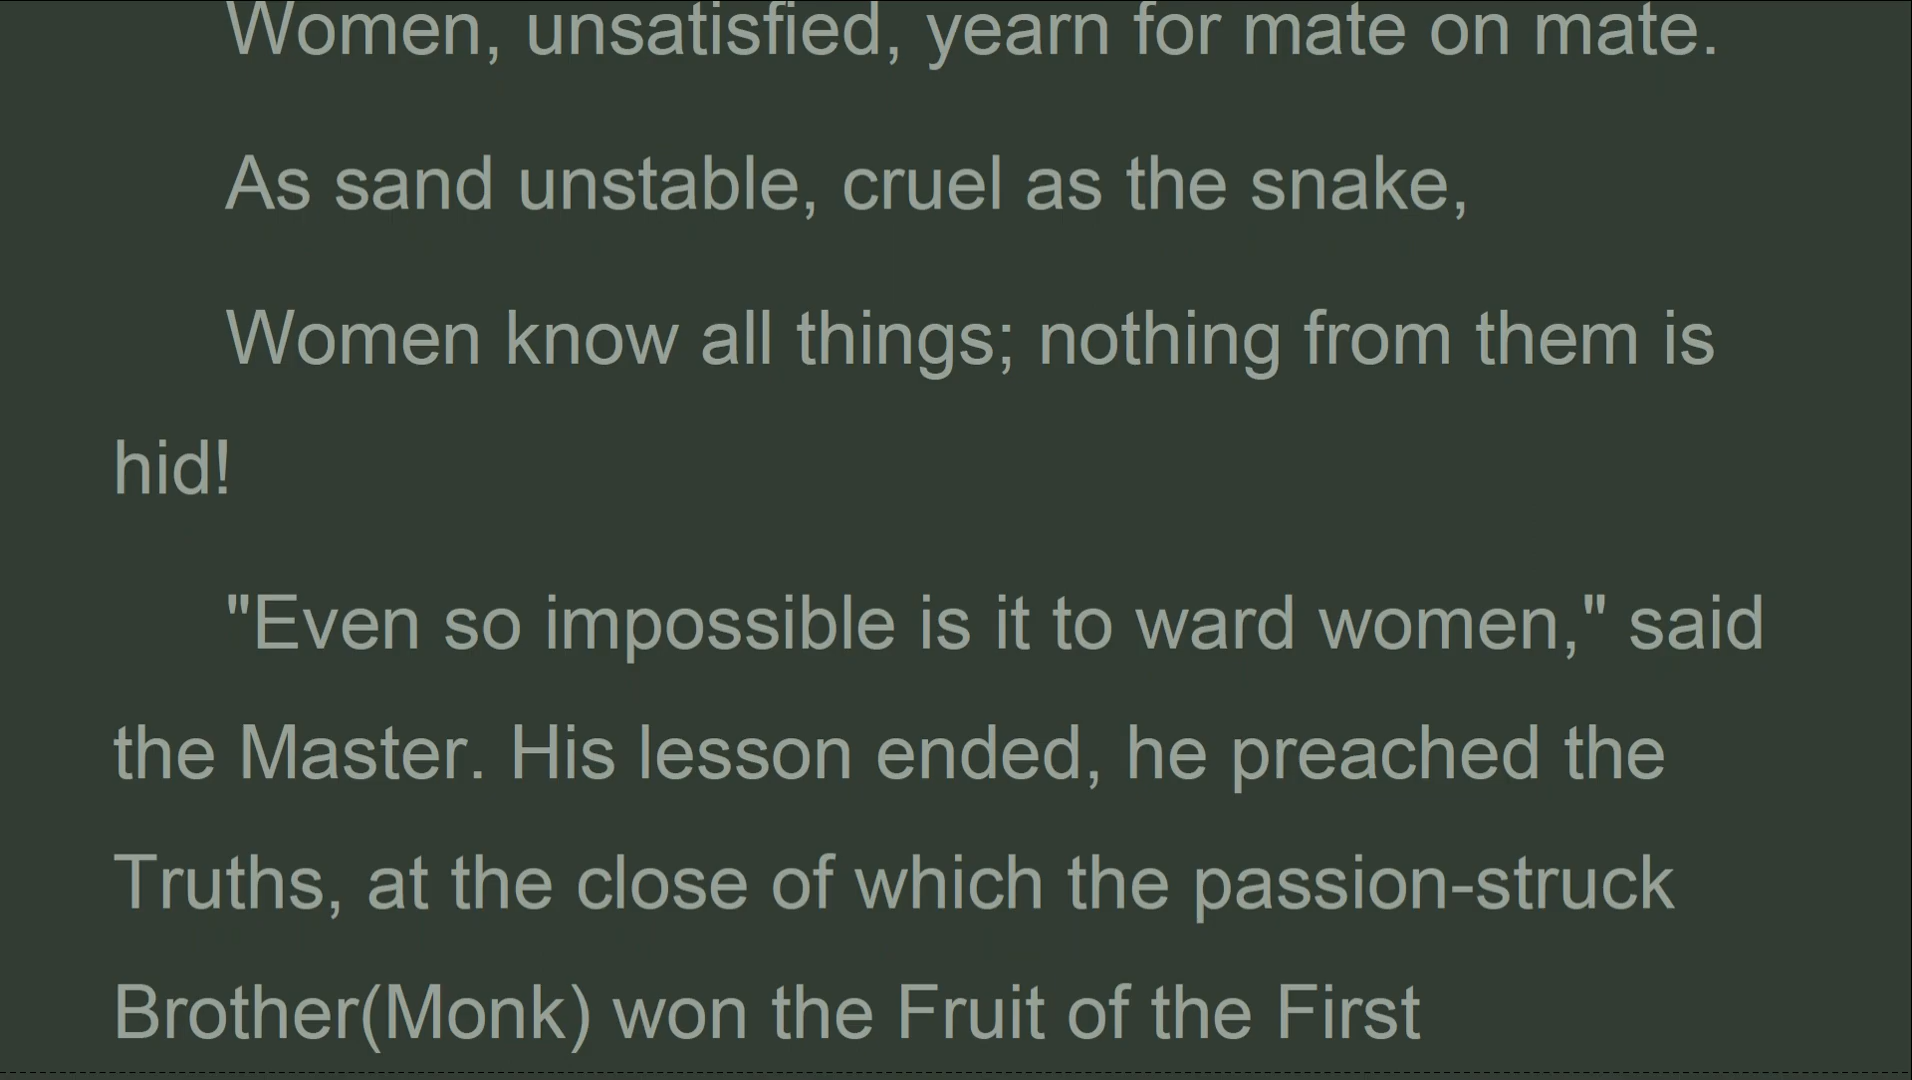 Women, unsatisfied, yearn for mate on mate.
As sand unstable, cruel as the snake,
Women know all things; nothing from them is
hid!
"Even so impossible is it to ward women," said
the Master. His lesson ended, he preached the
Truths, at the close of which the passion-struck
Brother(Monk) won the Fruit of the First